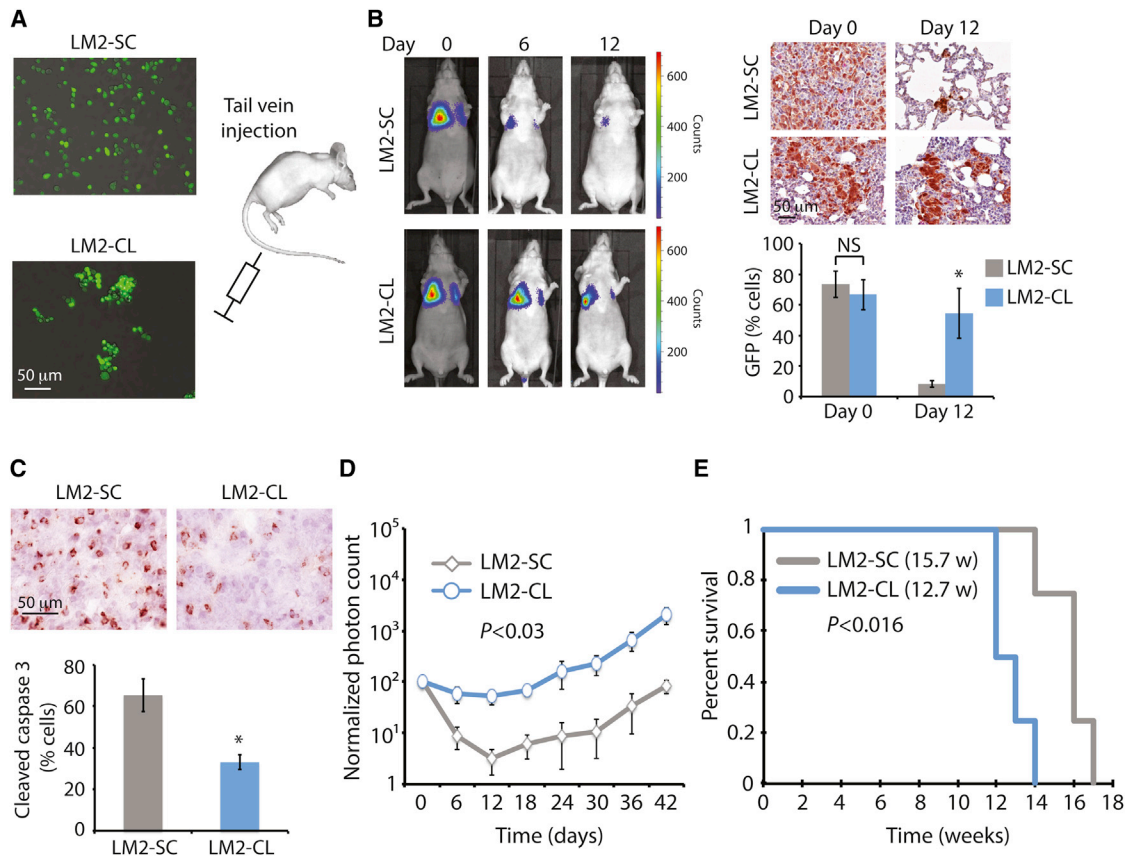 A
LM2-SC
LM2-CL
50 μm
Tail vein
injection
B
Day 0 6 12
LM2-SC
LM2-CL
600
400
200
Counts
600
400
200
Counts
Day 0 Day 12
LM2-SC
LM2-CL
50 μm
100
80
60
40
20
0
GFP (% cells)
NS
*
LM2-SC
LM2-CL
Day 0 Day 12
C
LM2-SC LM2-CL
50 μm
80
60
40
20
0
Cleaved caspase 3
(% cells)
*
LM2-SC LM2-CL
D
Normalized photon count
10^5
10^4
10^3
10^2
10^1
1
LM2-SC
LM2-CL
P<0.03
0 6 12 18 24 30 36 42
Time (days)
E
Percent survival
1
0.8
0.6
0.4
0.2
LM2-SC (15.7 w)
LM2-CL (12.7 w)
P<0.016
0 2 4 6 8 10 12 14 16 18
Time (weeks)